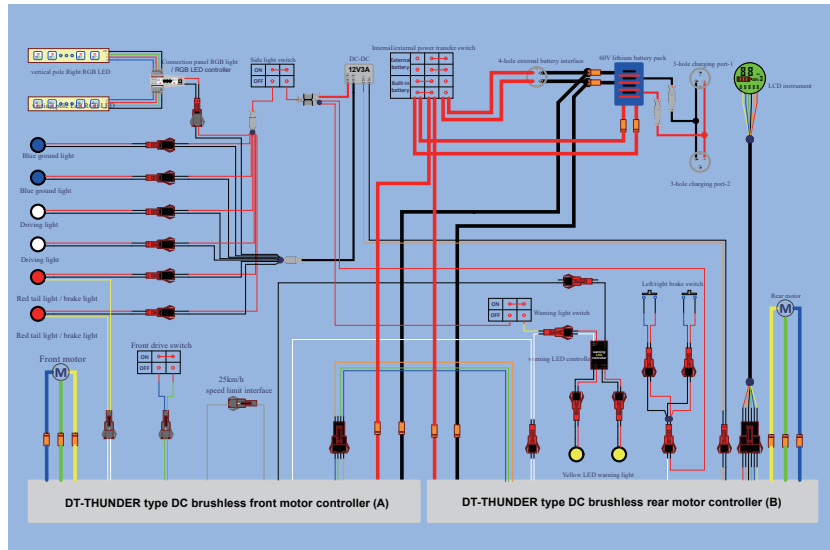 Connection panel RGB light
/ RGB LED controller
vertical pole Right RGB LED
Sale light switch
ON
OFF
DC-DC
12V3A
Internal/external power transfer switch
External
battery
Built-in
battery
4-hole external battery interface
60V lithium battery pack
3-hole charging port-1
LCD instrument
3-hole charging port-2
Blue ground light
Blue ground light
Driving light
Driving light
Red tail light / brake light
Red tail light / brake light
Warning light switch
ON
OFF
Left/right brake switch
Rear motor
M
warning LED controller
Front motor
M
Front drive switch
ON
OFF
25km/h
speed limit interface
Yellow LED warning light
DT-THUNDER type DC brushless front motor controller (A)
DT-THUNDER type DC brushless rear motor controller (B)